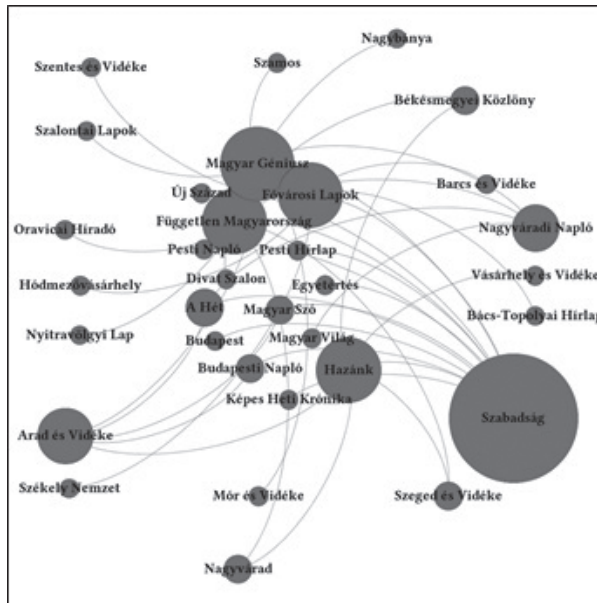 Nagybánya
Szentes és Vidéke
Szamos
Békésmegyei Közlöny
Szalontai Lapok
Magyar Géniusz
Barcs és Vidéke
Új Század
Fővárosi Lapok
Független Magyarország
Nagyváradi Napló
Oravicai Híradó
Pesti Napló
Pesti Hírlap
Vásárhely és Vidéke
Hódmezővásárhely
Divat Szalon
Egyetértés
A Hét
Magyar Szó
Bács-Topolyai Hírlap
Nyitravölgyi Lap
Budapest
Magyar Világ
Budapesti Napló
Hazánk
Képes Heti Krónika
Szabadság
Arad és Vidéke
Székely Nemzet
Mór és Vidéke
Szeged és Vidéke
Nagyvárad